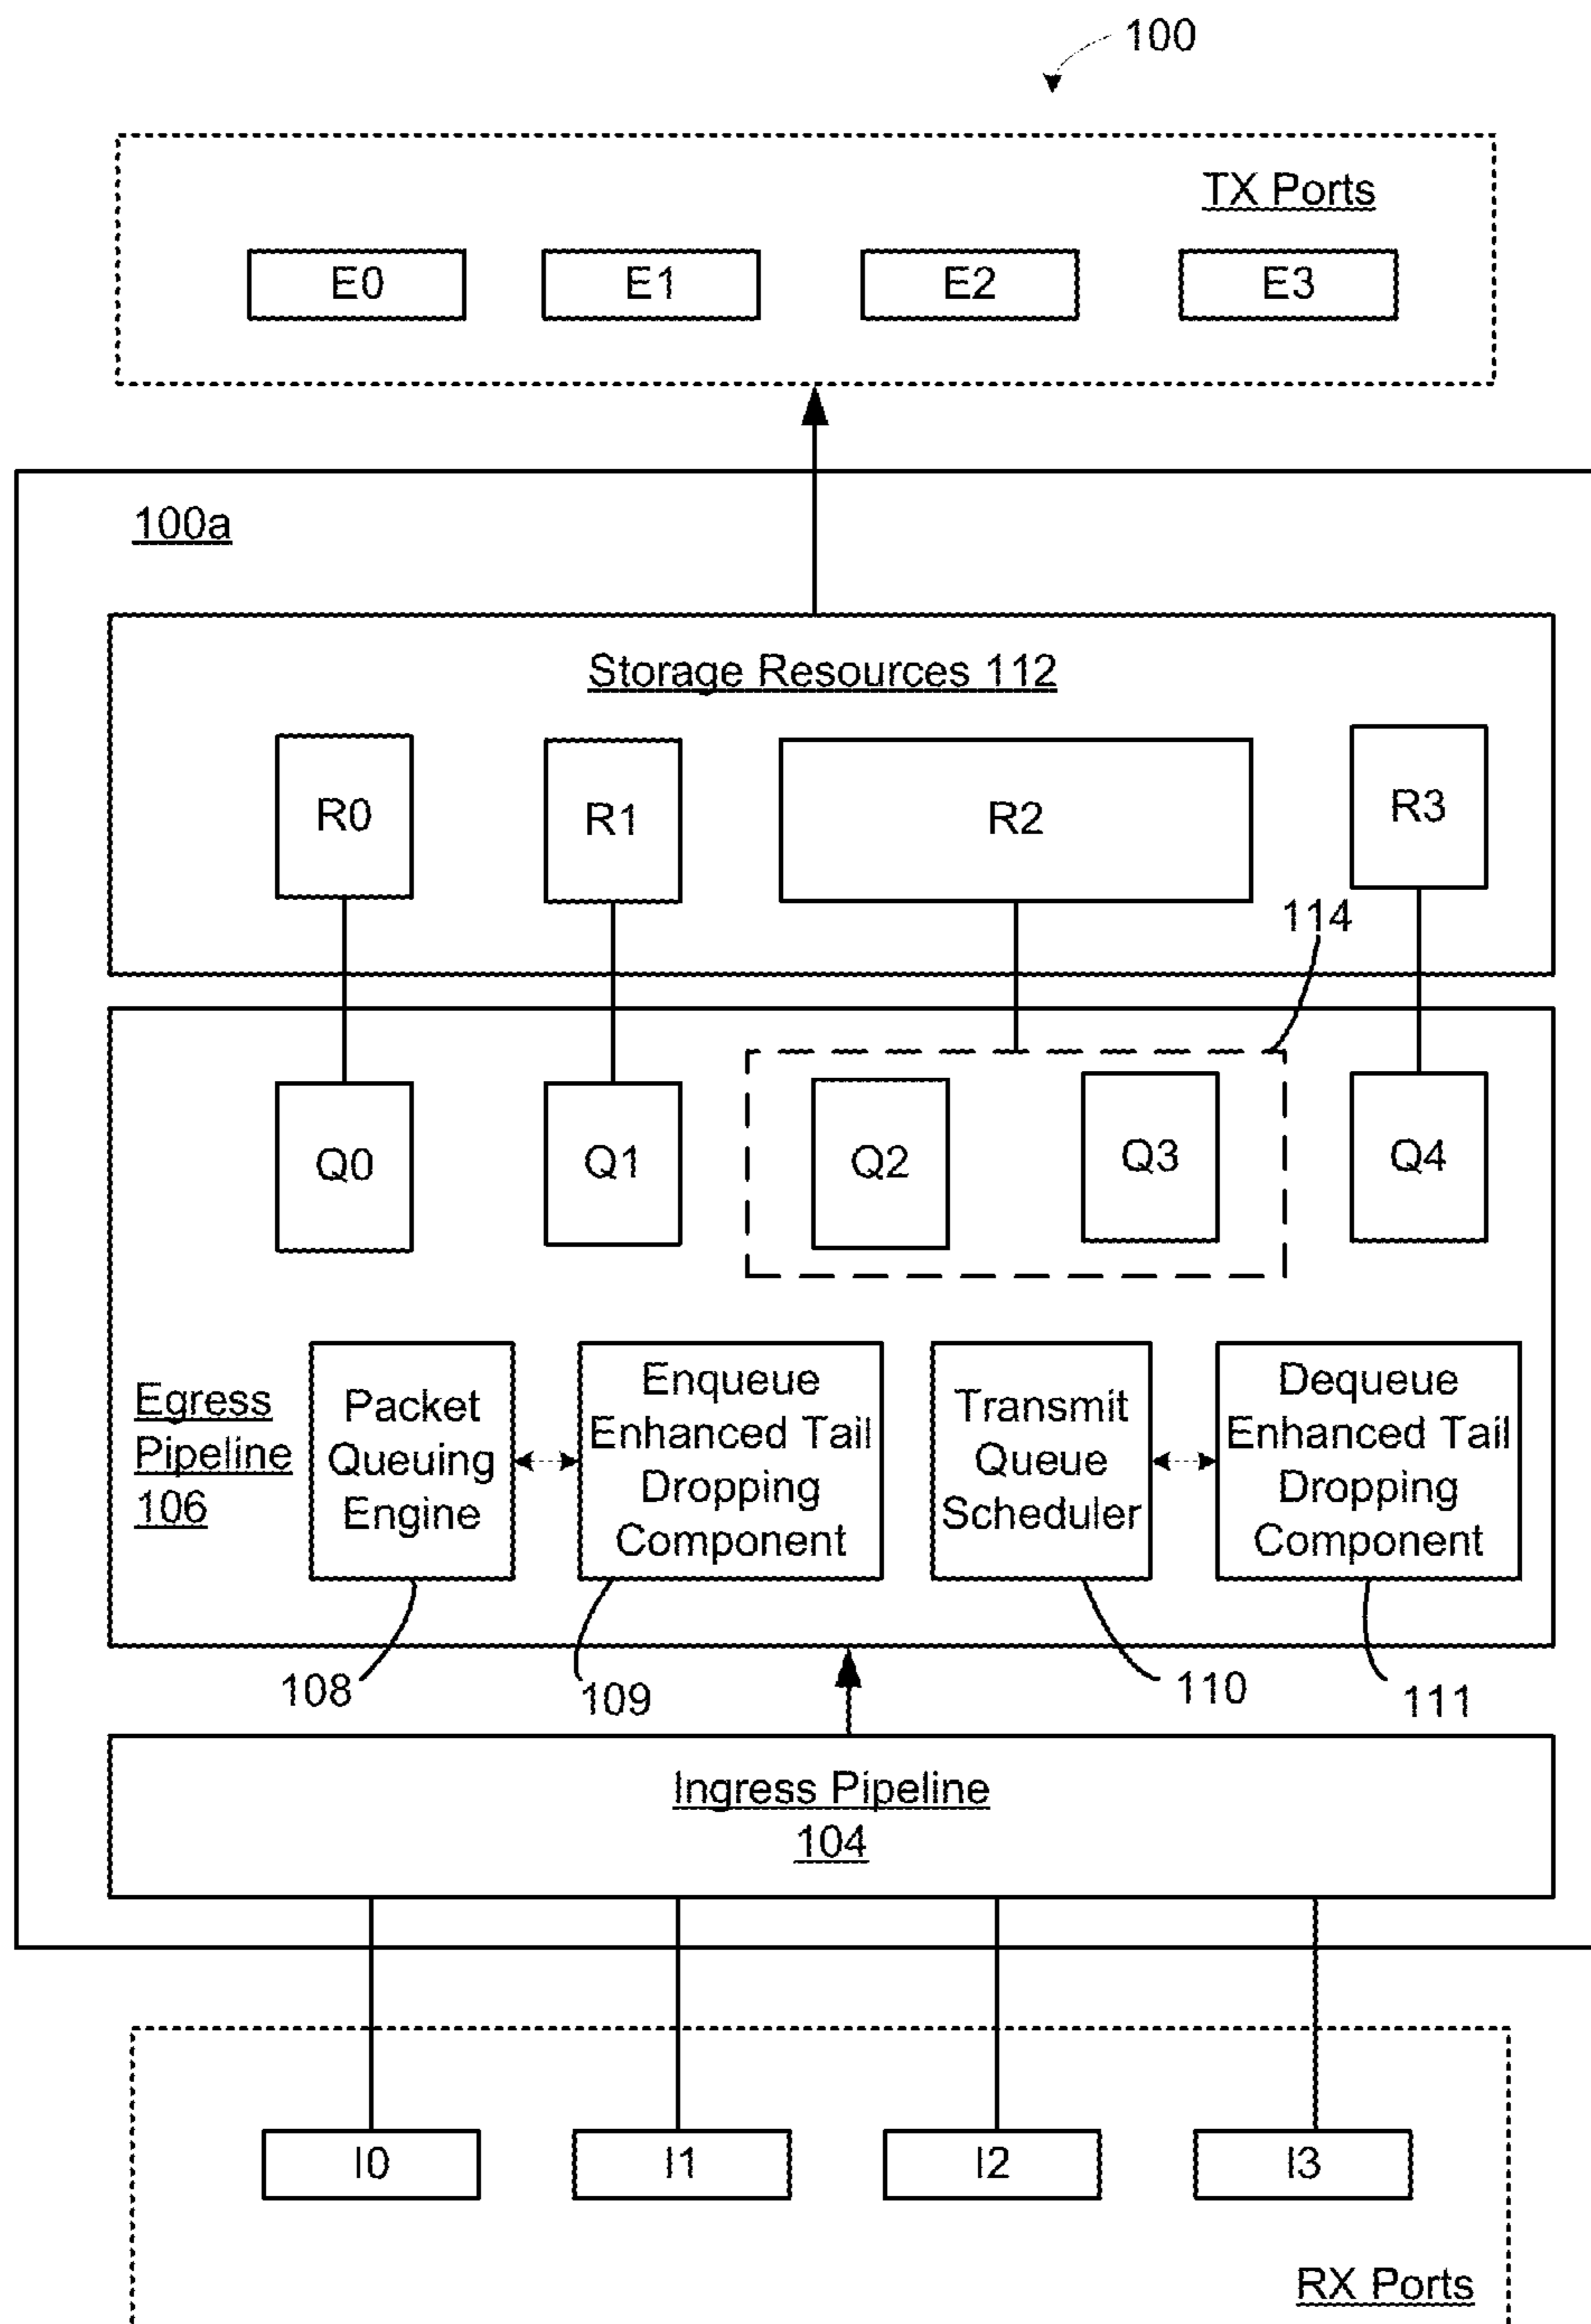 100
TX Ports
E0 E1 E2 E3
100a
Storage Resources 112
R0 R1 R2 R3
114
Q0 Q1 Q2 Q3 Q4
Egress
Pipeline
106
Packet
Queuing
Engine
Enqueue
Enhanced Tail
Dropping
Component
Transmit
Queue
Scheduler
Dequeue
Enhanced Tail
Dropping
Component
108 109 110 111
Ingress Pipeline
104
I0 I1 I2 I3
RX Ports